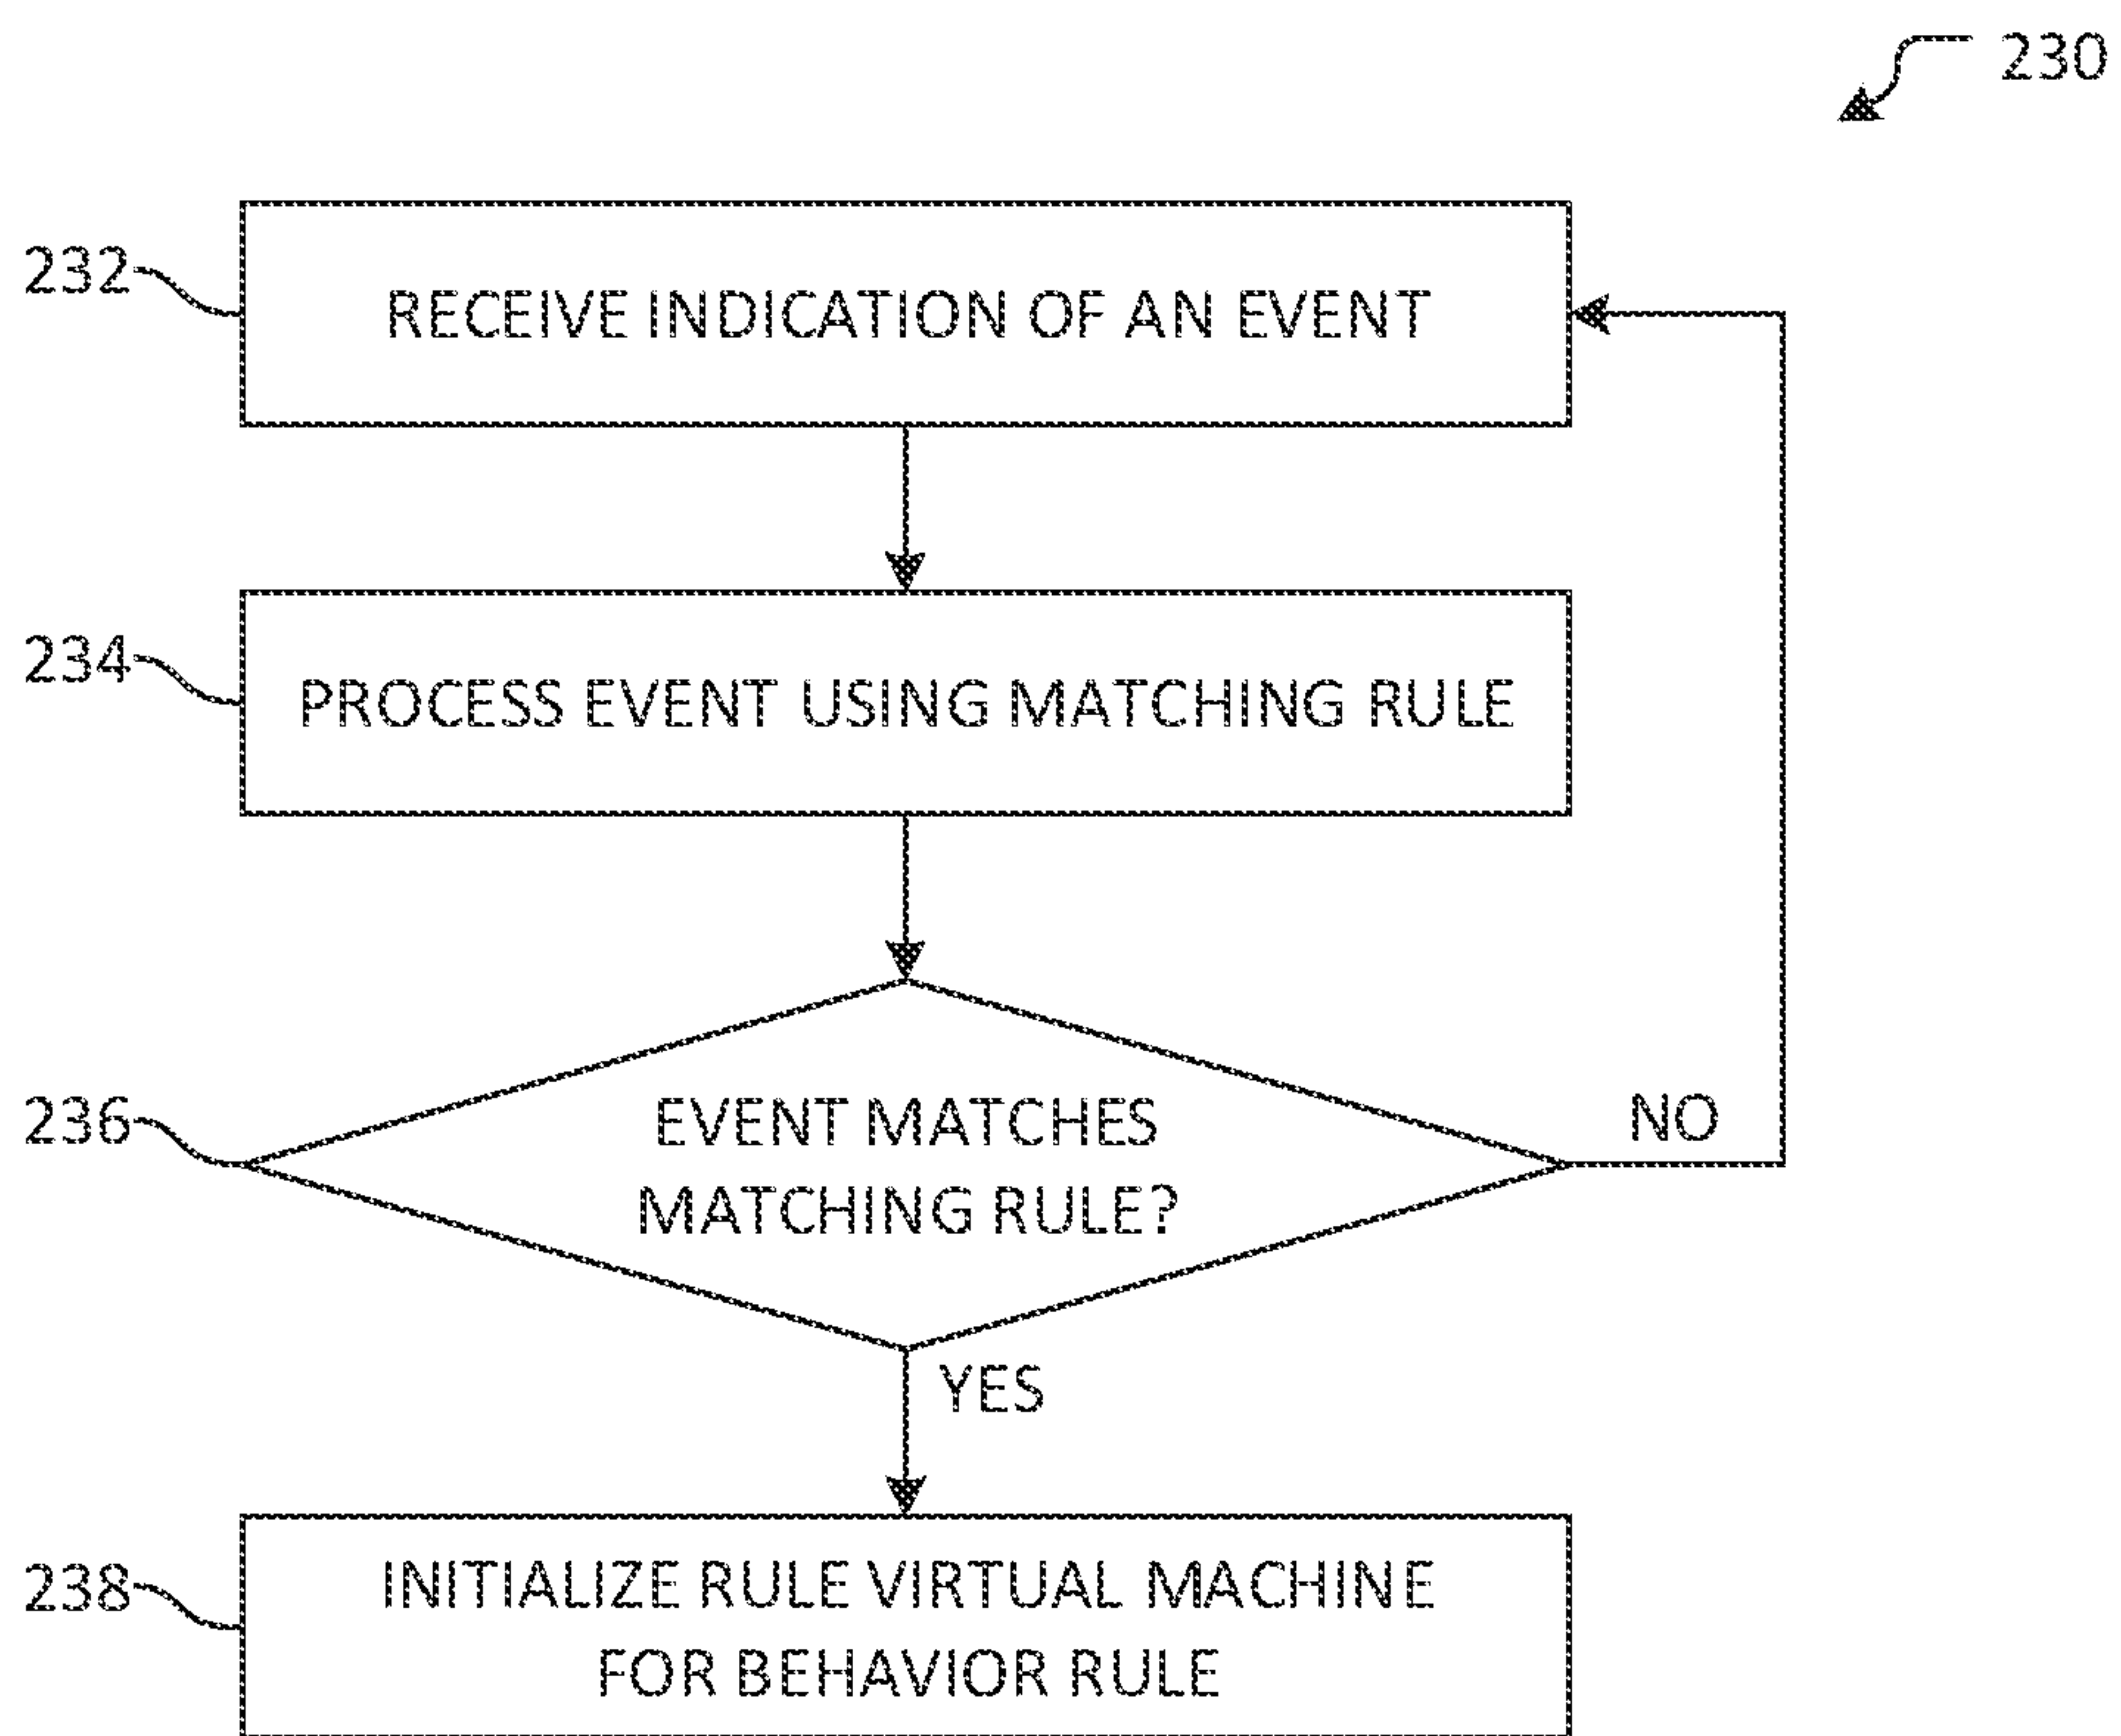 230
232
RECEIVE INDICATION OF AN EVENT
234
PROCESS EVENT USING MATCHING RULE
236
EVENT MATCHES
MATCHING RULE?
NO
YES
238
INITIALIZE RULE VIRTUAL MACHINE
FOR BEHAVIOR RULE